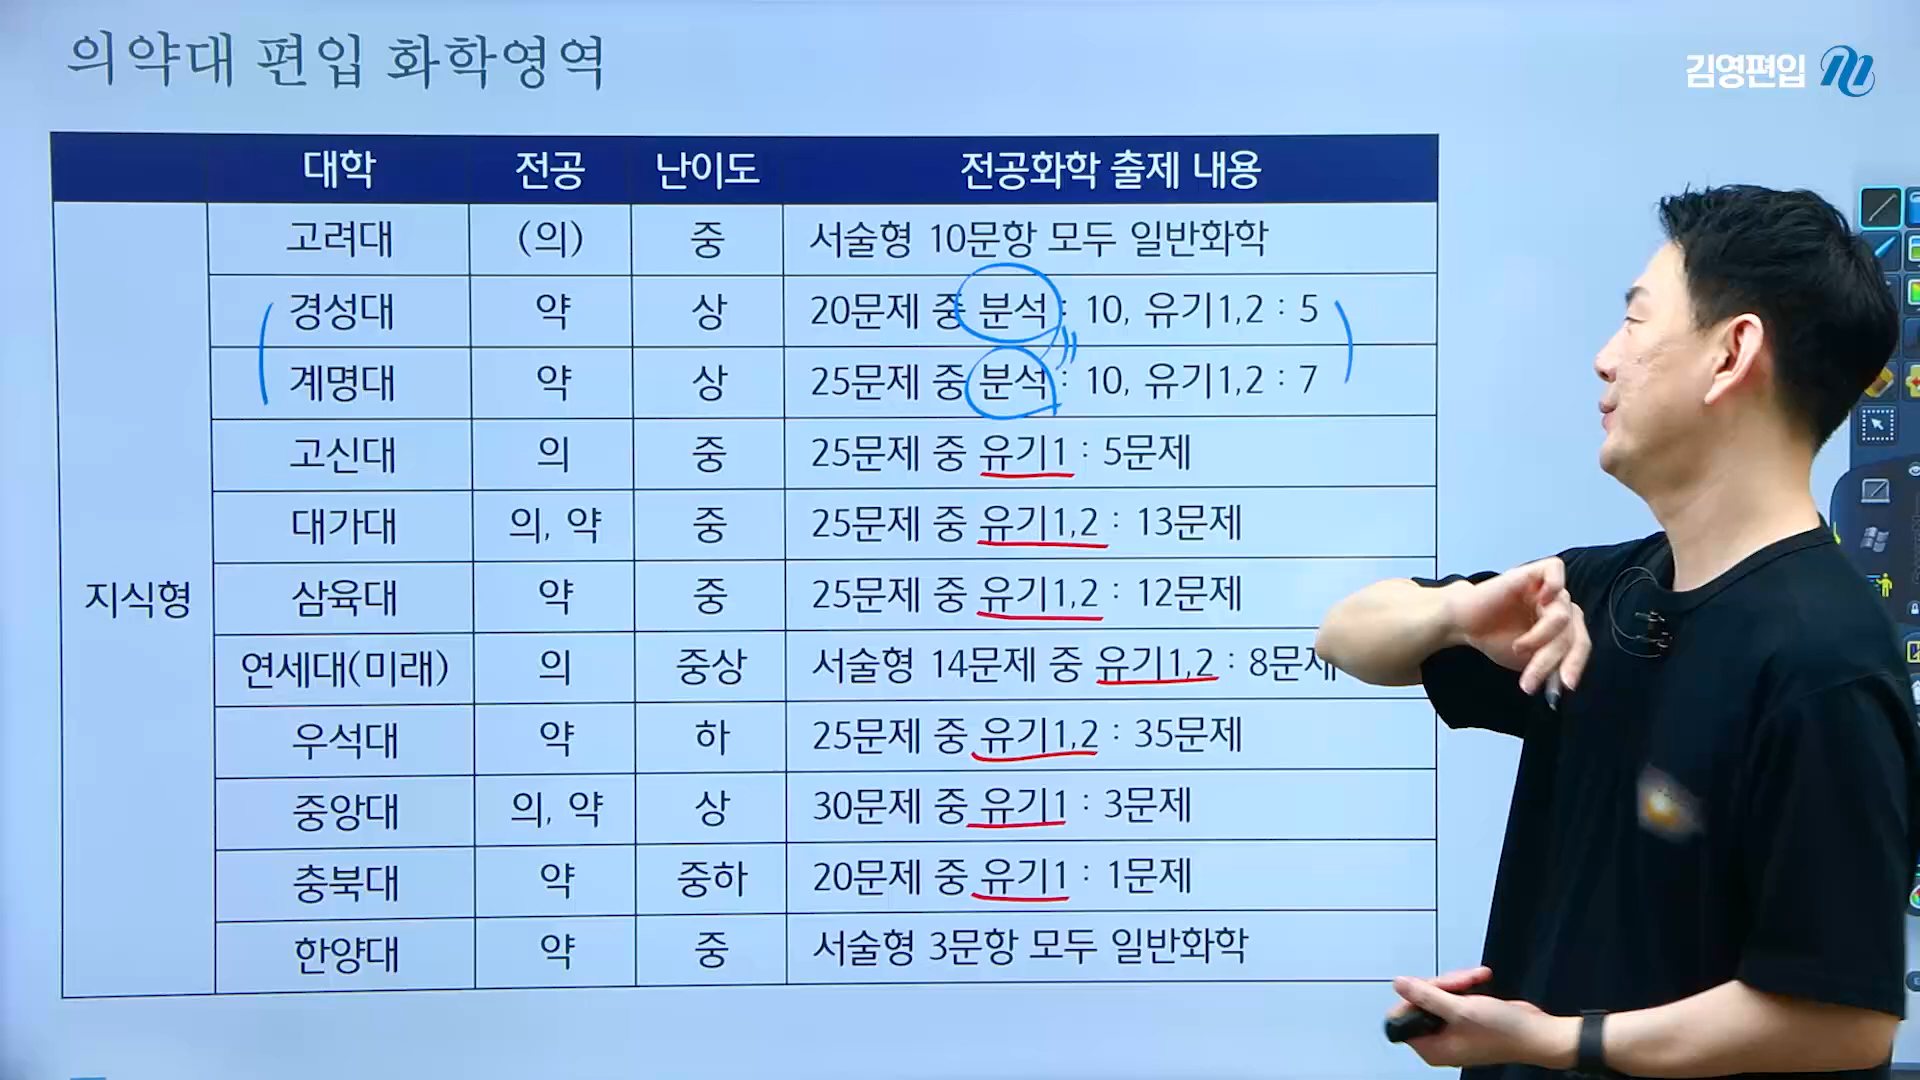 의약대 편입 화학영역
김영편입
대학 전공 난이도 전공화학 출제 내용
지식형
고려대 (의) 중 서술형 10문항 모두 일반화학
경성대 약 상 20문제 중 분석 : 10, 유기1,2 : 5
계명대 약 상 25문제 중 분석 : 10, 유기1,2 : 7
고신대 의 중 25문제 중 유기1 : 5문제
대가대 의, 약 중 25문제 중 유기1,2 : 13문제
삼육대 약 중 25문제 중 유기1,2 : 12문제
연세대(미래) 의 중상 서술형 14문제 중 유기1,2 : 8문제
우석대 약 하 25문제 중 유기1,2 : 35문제
중앙대 의, 약 상 30문제 중 유기1 : 3문제
충북대 약 중하 20문제 중 유기1 : 1문제
한양대 약 중 서술형 3문항 모두 일반화학